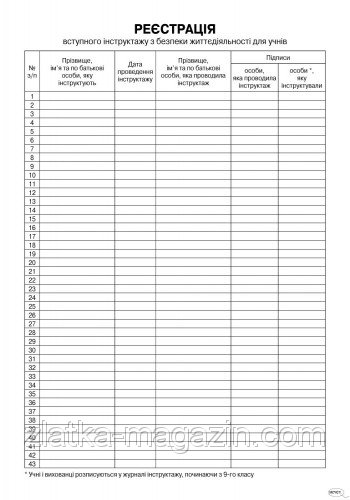 РЕЄСТРАЦІЯ
вступного інструктажу з безпеки життєдіяльності для учнів
№
з/п
Прізвище,
ім'я та по батькові
особи, яку
інструктують
Дата
проведення
інструктажу
Прізвище,
ім'я та по батькові
особи, яка проводила
інструктаж
Підписи
особи,
яка проводила
інструктаж
особи *,
яку
інструктували
1
2
3
4
5
6
7
8
9
10
11
12
13
14
15
16
17
18
19
20
21
22
23
24
25
26
27
28
29
30
31
32
33
34
35
36
37
38
39
40
41
42
43
zlatka-magazin.com/ua
* Учні і вихованці розписуються у журналі інструктажу, починаючи з 9-го класу